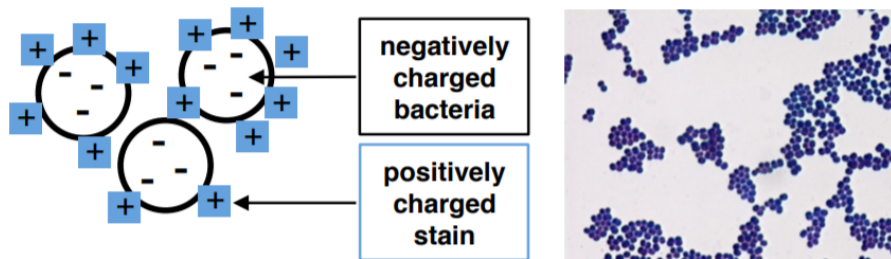 negatively
charged
bacteria
positively
charged
stain